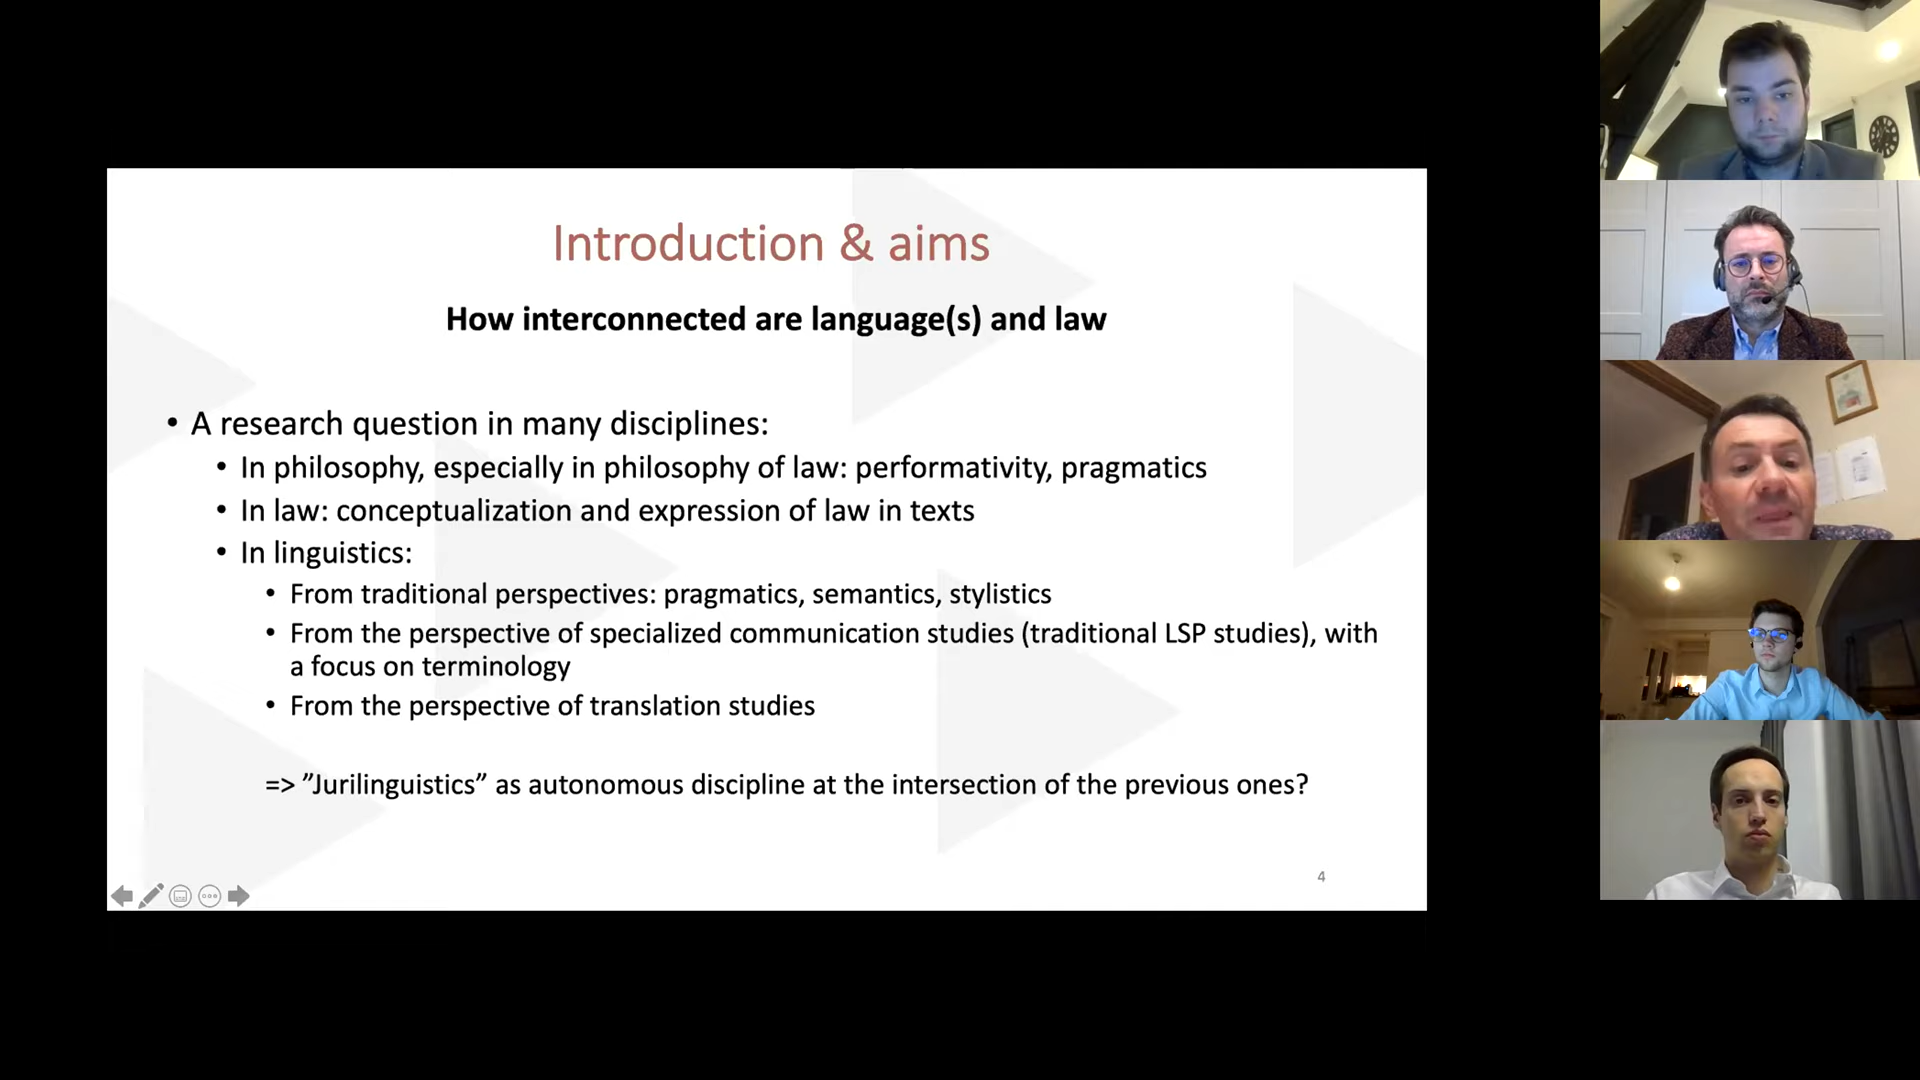 Introduction & aims
How interconnected are language(s) and law
• A research question in many disciplines:
• In philosophy, especially in philosophy of law: performativity, pragmatics
• In law: conceptualization and expression of law in texts
• In linguistics:
• From traditional perspectives: pragmatics, semantics, stylistics
• From the perspective of specialized communication studies (traditional LSP studies), with
a focus on terminology
• From the perspective of translation studies
=> ”Jurilinguistics” as autonomous discipline at the intersection of the previous ones?
4